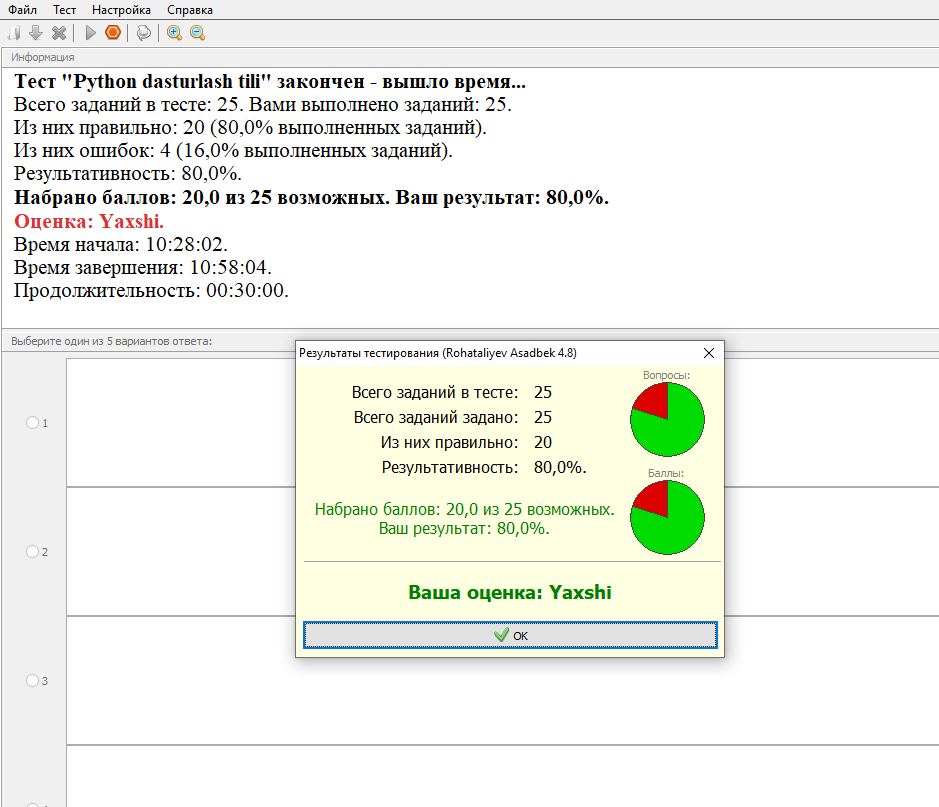 Файл Тест Настройка Справка
Информация
Тест "Python dasturlash tili" закончен - вышло время...
Всего заданий в тесте: 25. Вами выполнено заданий: 25.
Из них правильно: 20 (80,0% выполненных заданий).
Из них ошибок: 4 (16,0% выполненных заданий).
Результативность: 80,0%.
Набрано баллов: 20,0 из 25 возможных. Ваш результат: 80,0%.
Оценка: Yaxshi.
Время начала: 10:28:02.
Время завершения: 10:58:04.
Продолжительность: 00:30:00.
Выберите один из 5 вариантов ответа:
1
2
3
Результаты тестирования (Rohataliyev Asadbek 4.8)
Вопросы:
Всего заданий в тесте: 25
Всего заданий задано: 25
Из них правильно: 20
Результативность: 80,0%.
Баллы:
Набрано баллов: 20,0 из 25 возможных.
Ваш результат: 80,0%.
Ваша оценка: Yaxshi
OK